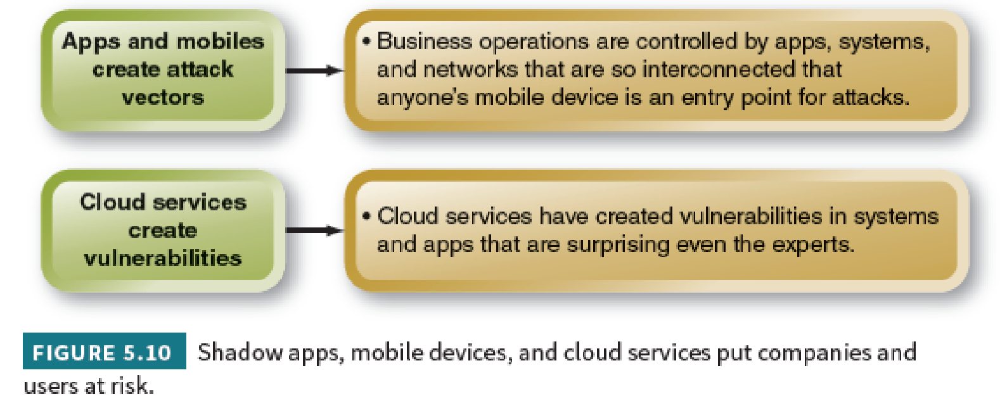 Apps and mobiles
create attack
vectors
• Business operations are controlled by apps, systems,
and networks that are so interconnected that
anyone's mobile device is an entry point for attacks.
Cloud services
create
vulnerabilities
• Cloud services have created vulnerabilities in systems
and apps that are surprising even the experts.
FIGURE 5.10 Shadow apps, mobile devices, and cloud services put companies and
users at risk.